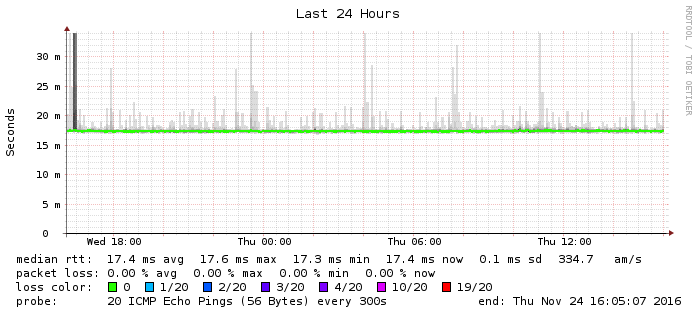 Last 24 Hours
RRDTOOL / TOBI OETIKER
Seconds
30 m
25 m
20 m
15 m
10 m
5 m
0
Wed 18:00 Thu 00:00 Thu 06:00 Thu 12:00
median rtt: 17.4 ms avg 17.6 ms max 17.3 ms min 17.4 ms now 0.1 ms sd 334.7 am/s
packet loss: 0.00 % avg 0.00 % max 0.00 % min 0.00 % now
loss color: 0 1/20 2/20 3/20 4/20 10/20 19/20
probe: 20 ICMP Echo Pings (56 Bytes) every 300s end: Thu Nov 24 16:05:07 2016